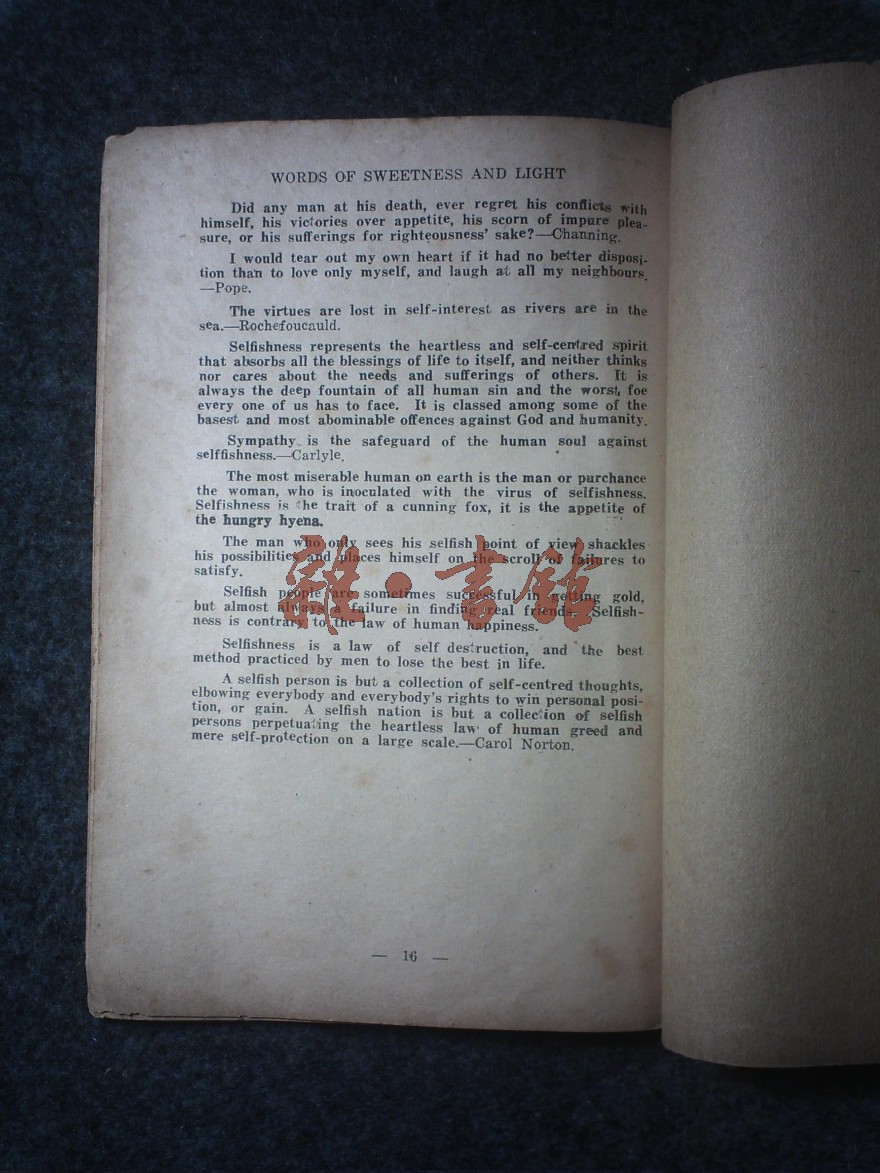 WORDS OF SWEETNESS AND LIGHT
Did any man at his death, ever regret his conflicts with
himself, his victories over appetite, his scorn of impure plea-
sure, or his sufferings for righteousness' sake?—Channing.
I would tear out my own heart if it had no better disposi-
tion than to love only myself, and laugh at all my neighbours.
—Pope.
The virtues are lost in self-interest as rivers are in the
sea.—Rochefoucauld.
Selfishness represents the heartless and self-centred spirit
that absorbs all the blessings of life to itself, and neither thinks
nor cares about the needs and sufferings of others. It is
always the deep fountain of all human sin and the worst, foe
every one of us has to face. It is classed among some of the
basest and most abominable offences against God and humanity.
Sympathy is the safeguard of the human soul against
selffishness.—Carlyle.
The most miserable human on earth is the man or purchance
the woman, who is inoculated with the virus of selfishness.
Selfishness is the trait of a cunning fox, it is the appetite of
the hungry hyena.
The man who only sees his selfish point of view shackles
his possibilities and places himself on the scroll of failures to
satisfy.
Selfish people are sometimes successful in getting gold,
but almost always a failure in finding real friends. Selfish-
ness is contrary to the law of human happiness.
Selfishness is a law of self destruction, and the best
method practiced by men to lose the best in life.
A selfish person is but a collection of self-centred thoughts,
elbowing everybody and everybody's rights to win personal posi-
tion, or gain. A selfish nation is but a collection of selfish
persons perpetuating the heartless law of human greed and
mere self-protection on a large scale.—Carol Norton.
— 16 —
雜·書館